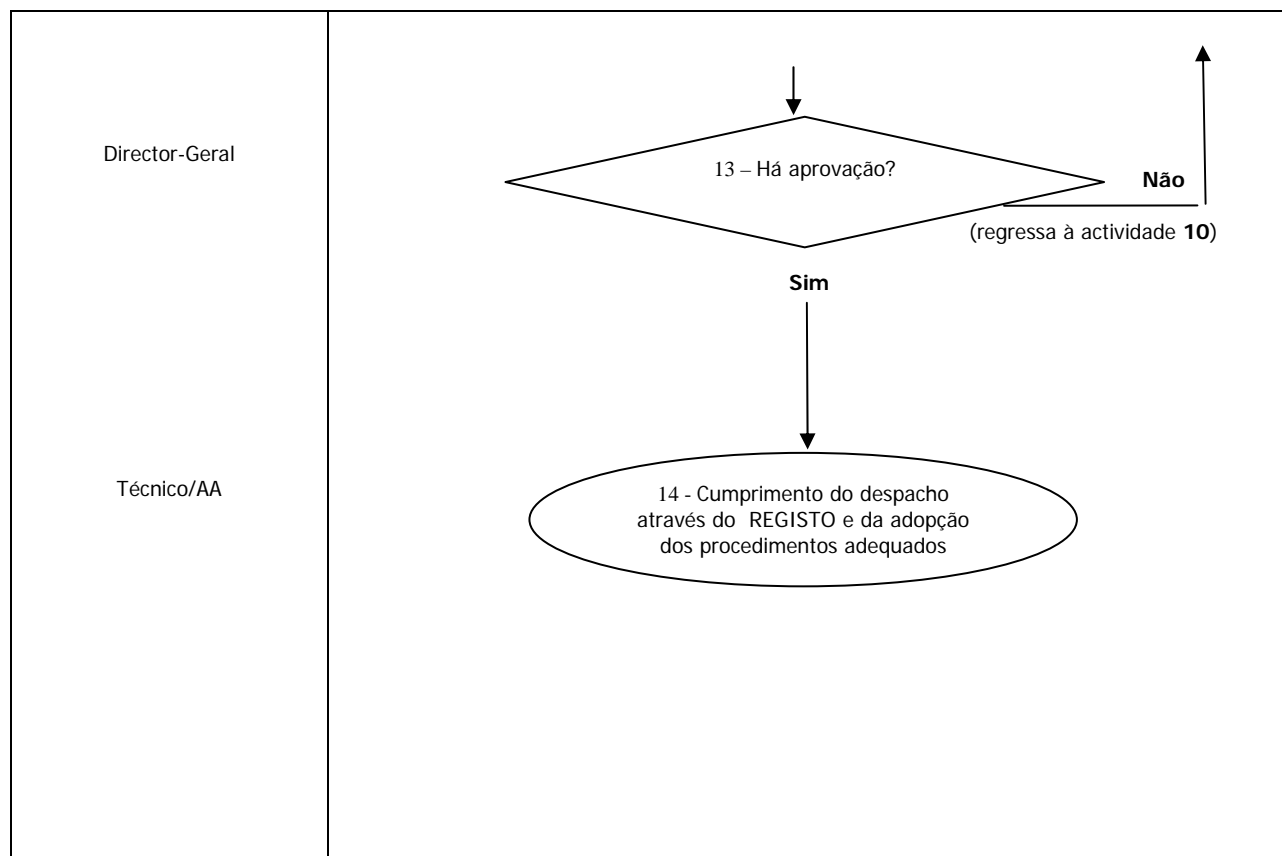 Director-Geral
13 – Há aprovação?
Não
(regressa à actividade 10)
Sim
Técnico/AA
14 - Cumprimento do despacho
através do REGISTO e da adopção
dos procedimentos adequados